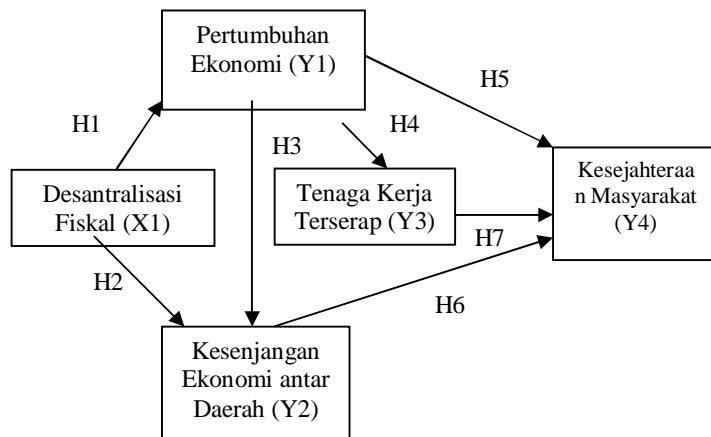 Pertumbuhan
Ekonomi (Y1)
H5
H1
H4
H3
Desantralisasi
Fiskal (X1)
Tenaga Kerja
Terserap (Y3)
Kesejahteraa
n Masyarakat
(Y4)
H7
H2
H6
Kesenjangan
Ekonomi antar
Daerah (Y2)